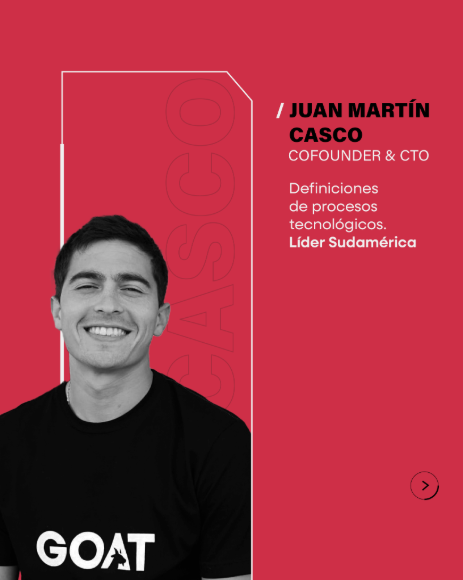 CASCO
/ JUAN MARTÍN
CASCO
COFOUNDER & CTO
Definiciones
de procesos
tecnológicos.
Líder Sudamérica
GOAT